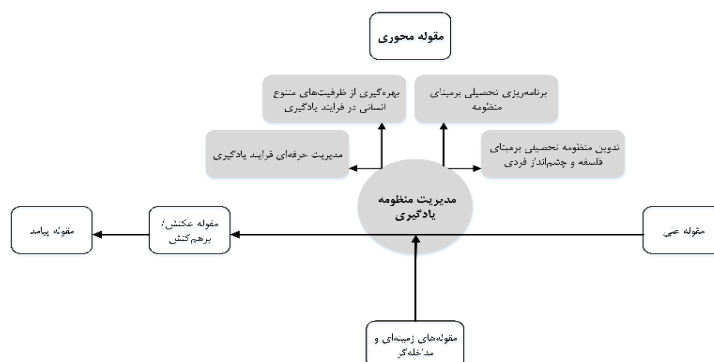 مقوله محوری
برنامه‌ریزی تحصیلی برمبنای
منظومه
بهره‌گیری از ظرفیت‌های متنوع
انسانی در فرایند یادگیری
تدوین منظومه تحصیلی برمبنای
فلسفه و چشم‌انداز فردی
مدیریت حرفه‌ای فرایند یادگیری
مدیریت منظومه
یادگیری
مقوله علی
مقوله عکنش/
برهم‌کنش
مقوله پیامد
مقوله‌های زمینه‌ای و
مداخله‌گر